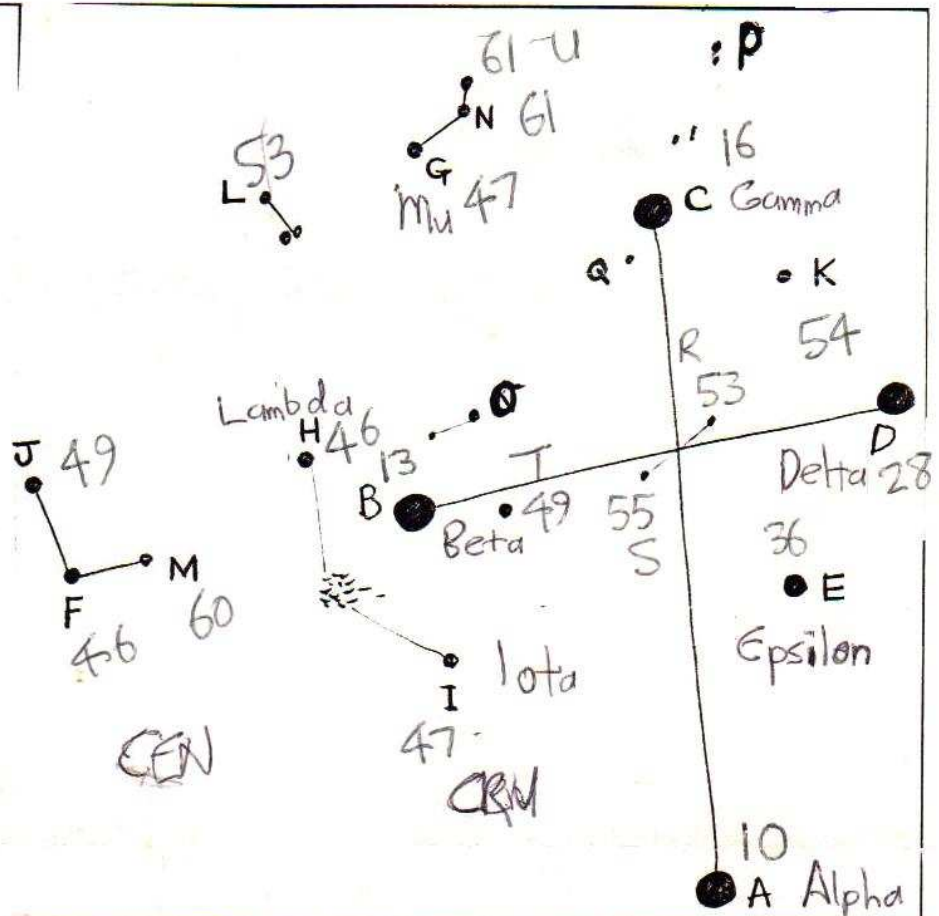 P
61-U
N 61
G
Mu 47
53
L
16
C Gamma
Q
K
54
R
53
O
Lambda
H 46
13
B
T
49
Beta
55
S
D
Delta 28
J 49
36
E
Epsilon
M
F
60
46
Iota
I
47
CEN
10
A Alpha